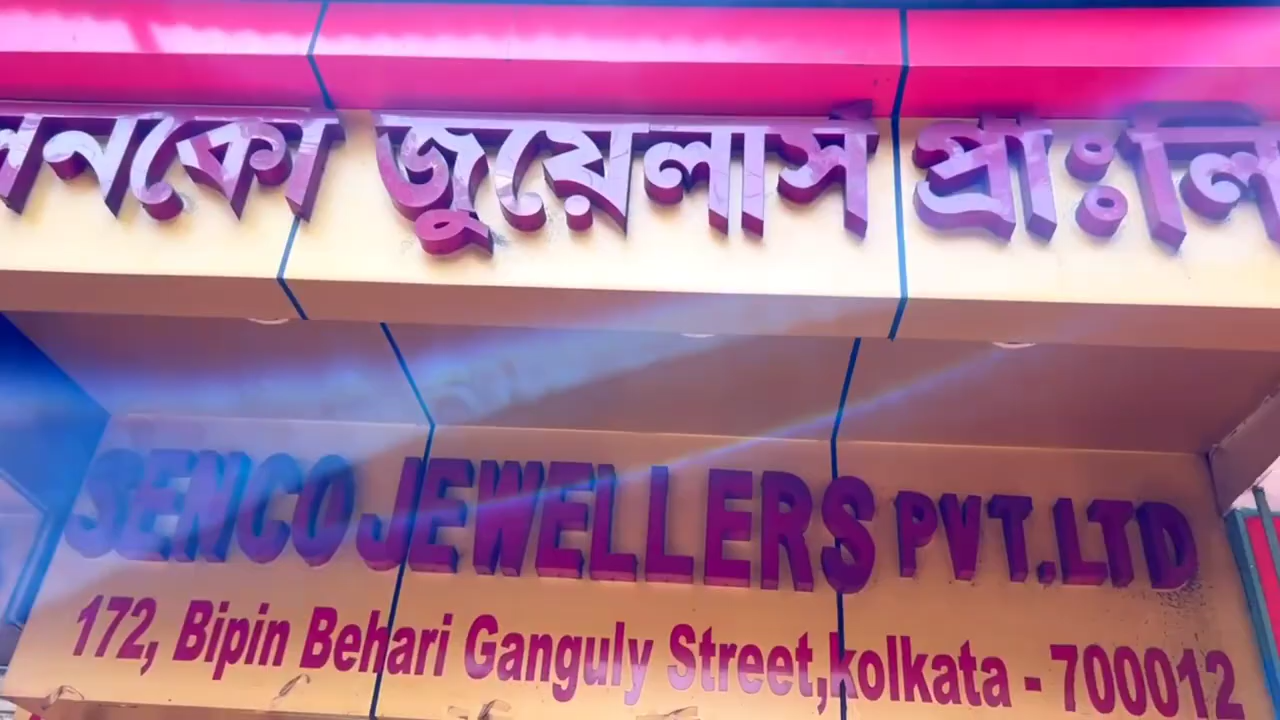 জুয়েলার্স প্রাঃলি
SENCO JEWELLERS PVT.LTD
172, Bipin Behari Ganguly Street,kolkata - 700012